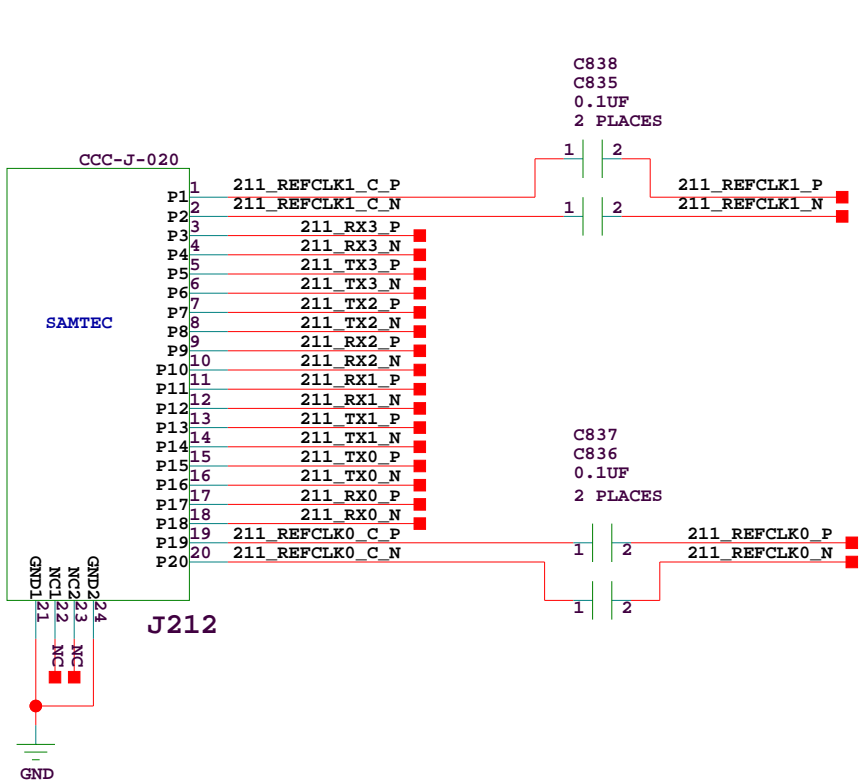 C838
C835
0.1UF
2 PLACES
CCC-J-020
1 2
P1 1 211_REFCLK1_C_P 211_REFCLK1_P
P2 2 211_REFCLK1_C_N 1 2 211_REFCLK1_N
P3 3 211_RX3_P
P4 4 211_RX3_N
P5 5 211_TX3_P
P6 6 211_TX3_N
P7 7 211_TX2_P
SAMTEC
P8 8 211_TX2_N
P9 9 211_RX2_P
P10 10 211_RX2_N
P11 11 211_RX1_P
P12 12 211_RX1_N
P13 13 211_TX1_P
P14 14 211_TX1_N
P15 15 211_TX0_P
P16 16 211_TX0_N
P17 17 211_RX0_P
P18 18 211_RX0_N
C837
C836
0.1UF
2 PLACES
P19 19 211_REFCLK0_C_P 1 2 211_REFCLK0_P
P20 20 211_REFCLK0_C_N 211_REFCLK0_N
1 2
GND1 21
NC1 22
NC2 23
GND2 24
J212
NC
NC
GND